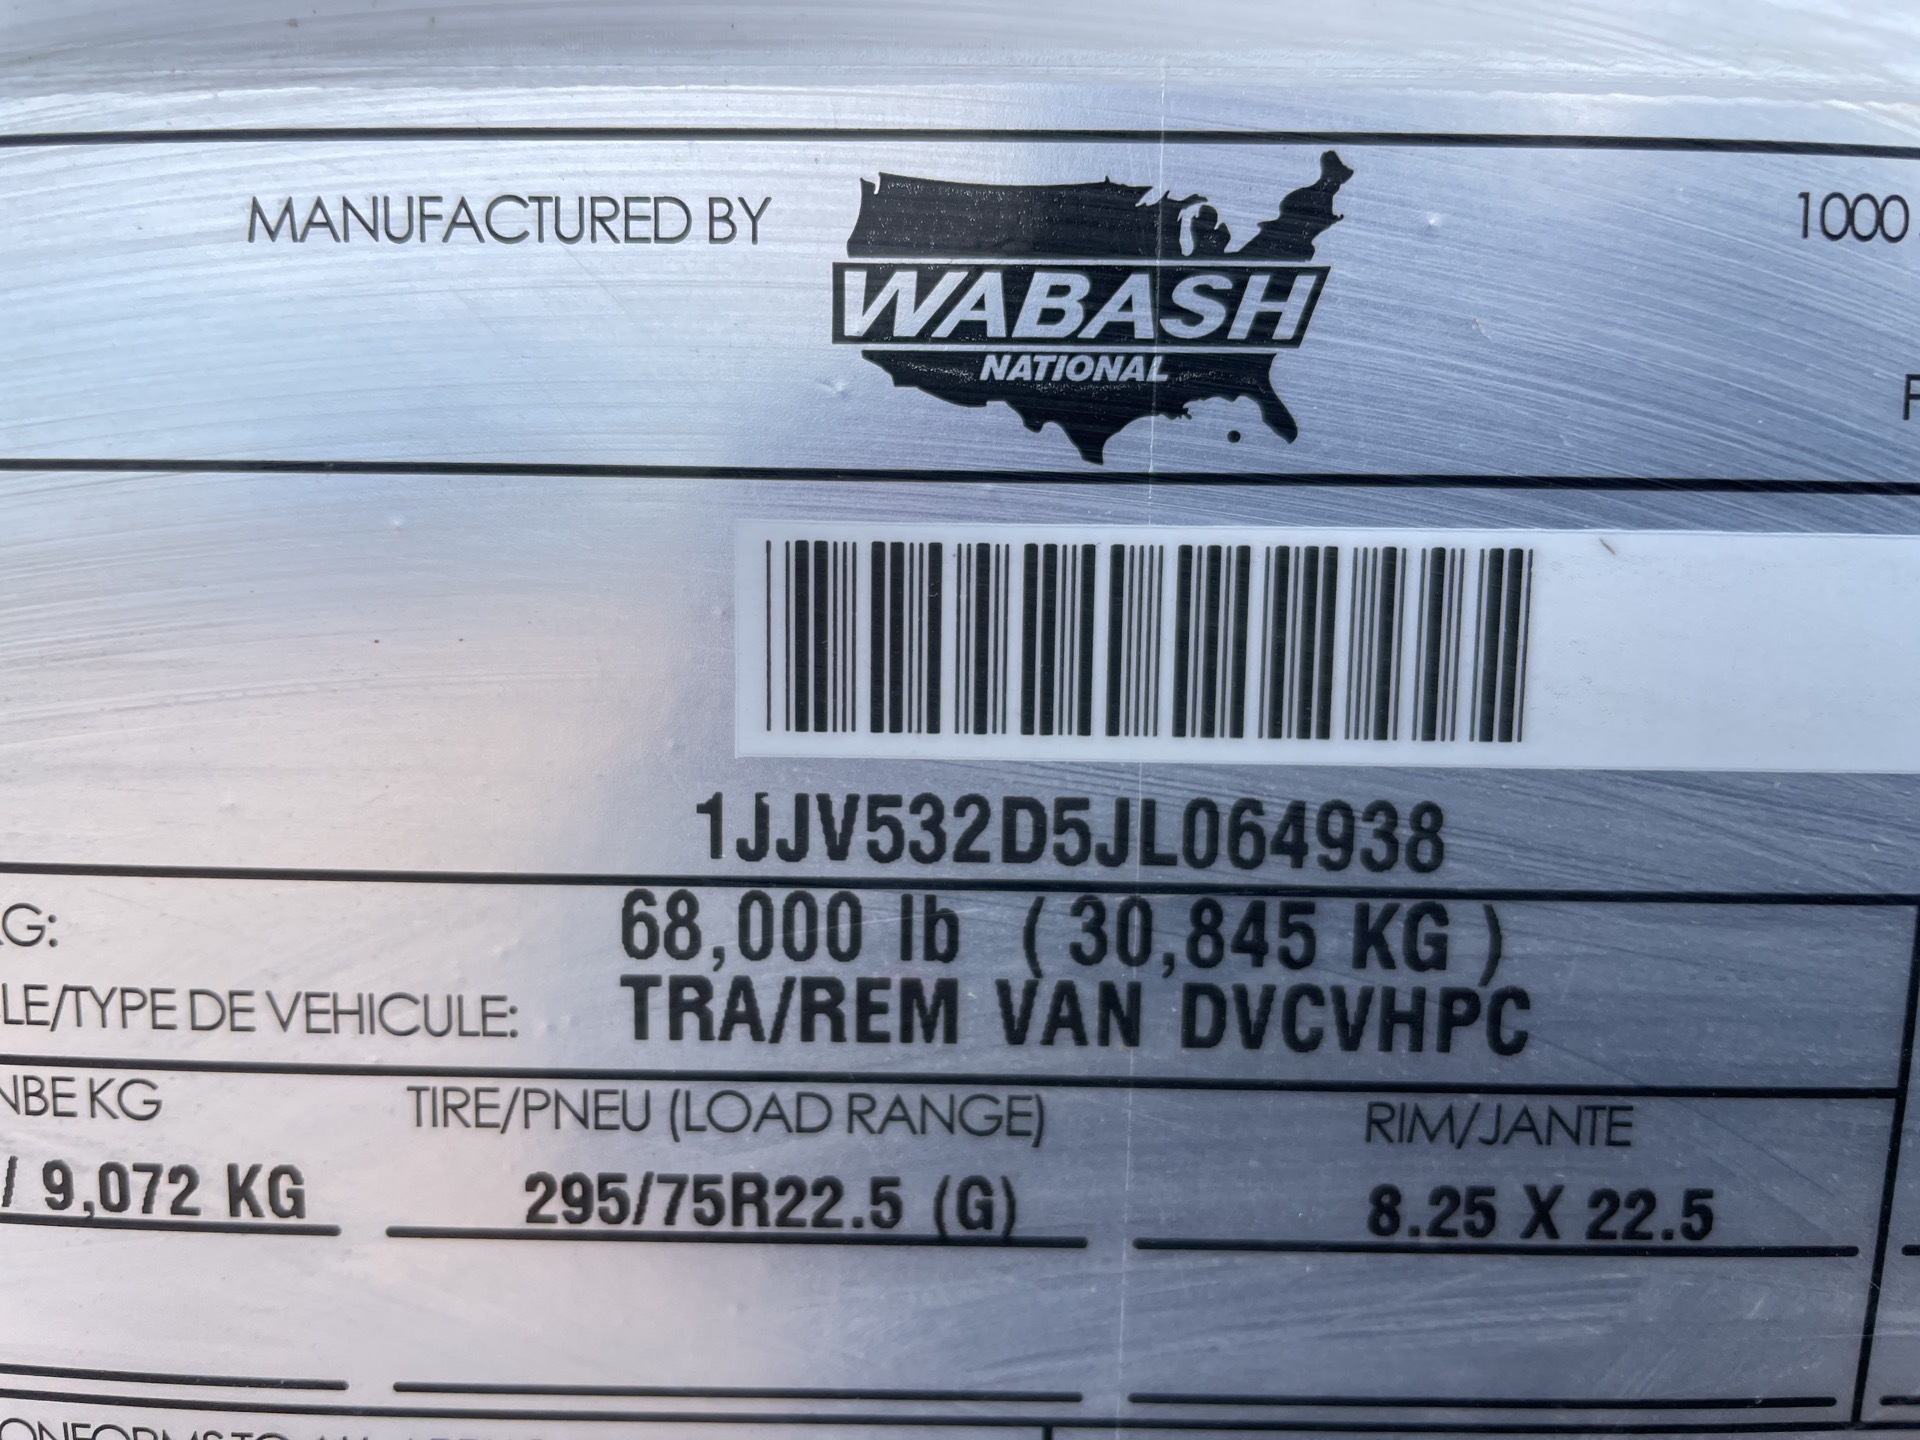 MANUFACTURED BY
WABASH
NATIONAL
1000
1JJV532D5JL064938
G:
68,000 lb (30,845 KG)
LE/TYPE DE VEHICULE:
TRA/REM VAN DVCVHPC
NBE KG
TIRE/PNEU (LOAD RANGE)
RIM/JANTE
/ 9,072 KG
295/75R22.5 (G)
8.25 X 22.5